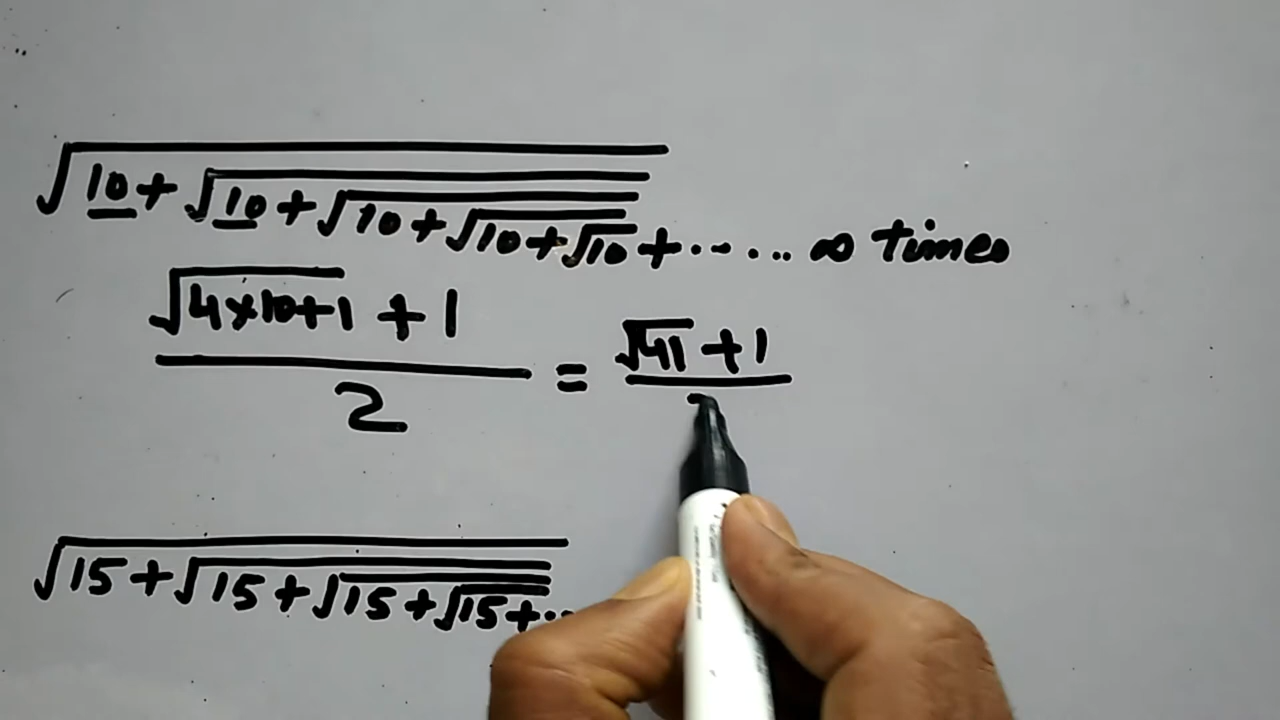 √10+√10+√10+√10+√10+...... ∞ times
√4×10+1 + 1 / 2 = √41 + 1
√15+√15+√15+√15+..